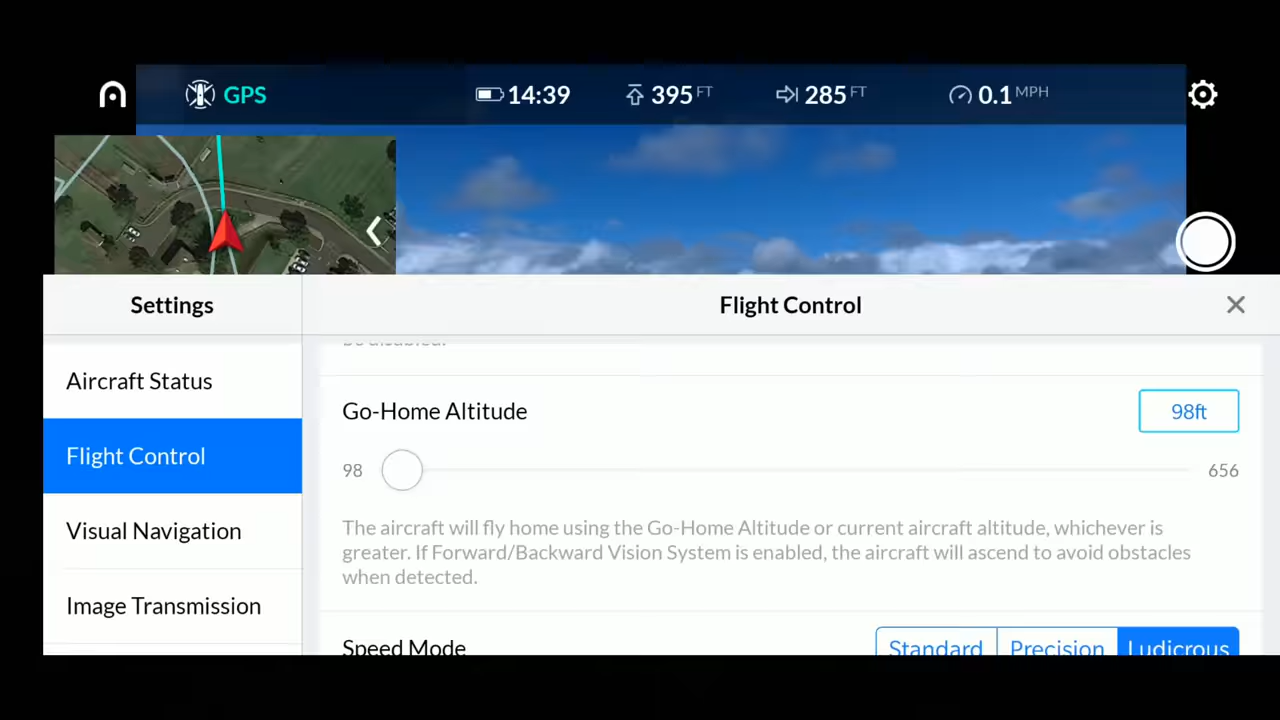 GPS
14:39
395 FT
285 FT
0.1 MPH
Settings
Flight Control
Aircraft Status
Flight Control
Visual Navigation
Image Transmission
be disabled.
Go-Home Altitude
98ft
98
656
The aircraft will fly home using the Go-Home Altitude or current aircraft altitude, whichever is
greater. If Forward/Backward Vision System is enabled, the aircraft will ascend to avoid obstacles
when detected.
Speed Mode
Standard
Precision
Ludicrous